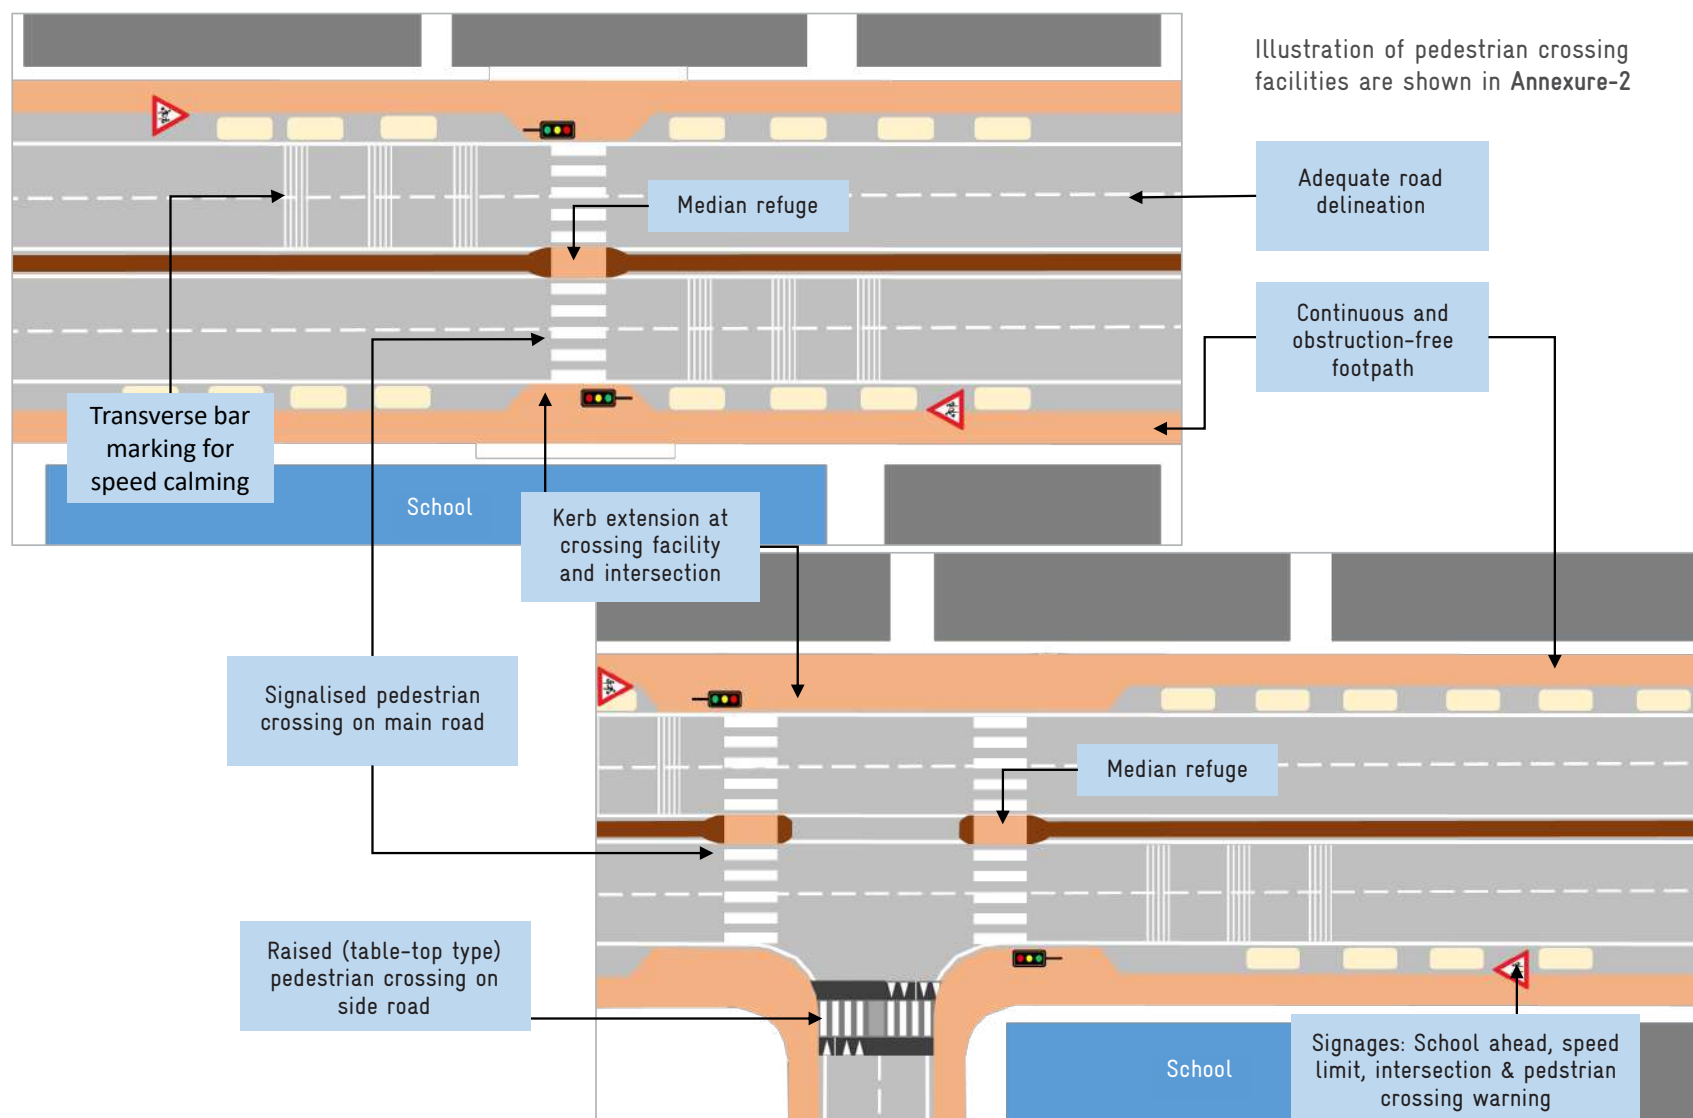 Illustration of pedestrian crossing
facilities are shown in Annexure-2
Adequate road
delineation
Median refuge
Continuous and
obstruction-free
footpath
Transverse bar
marking for
speed calming
School
Kerb extension at
crossing facility
and intersection
Signalised pedestrian
crossing on main road
Median refuge
Raised (table-top type)
pedestrian crossing on
side road
School
Signages: School ahead, speed
limit, intersection & pedstrian
crossing warning